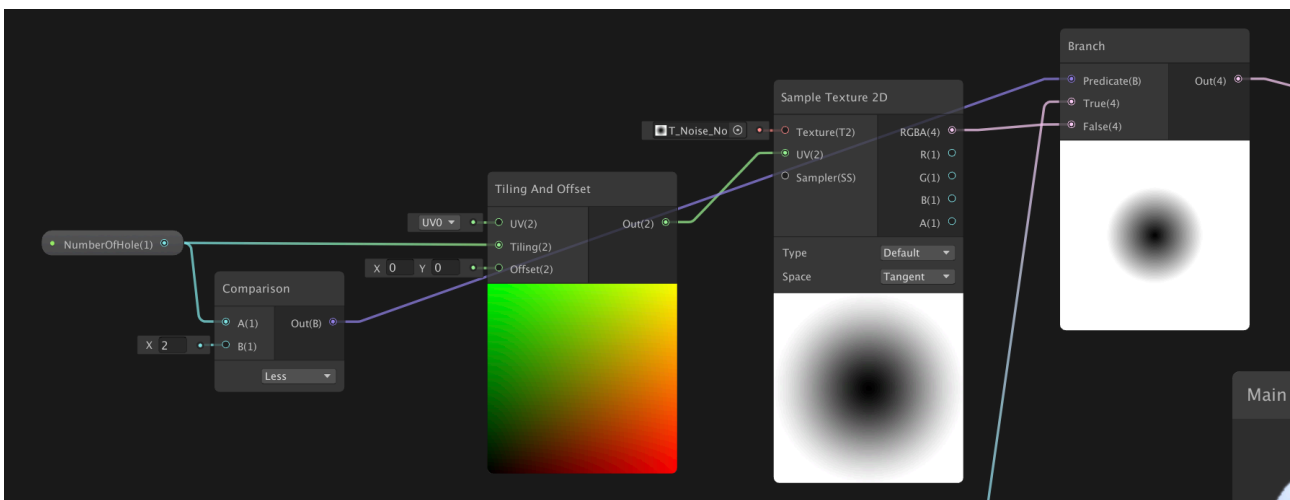 NumberOfHole(1)
Comparison
A(1)
Out(B)
X 2
B(1)
Less
Tiling And Offset
UV0
UV(2)
Out(2)
Tiling(2)
X 0 Y 0
Offset(2)
Sample Texture 2D
T_Noise_No
Texture(T2)
RGBA(4)
UV(2)
R(1)
Sampler(SS)
G(1)
B(1)
A(1)
Type
Default
Space
Tangent
Branch
Predicate(B)
Out(4)
True(4)
False(4)
Main